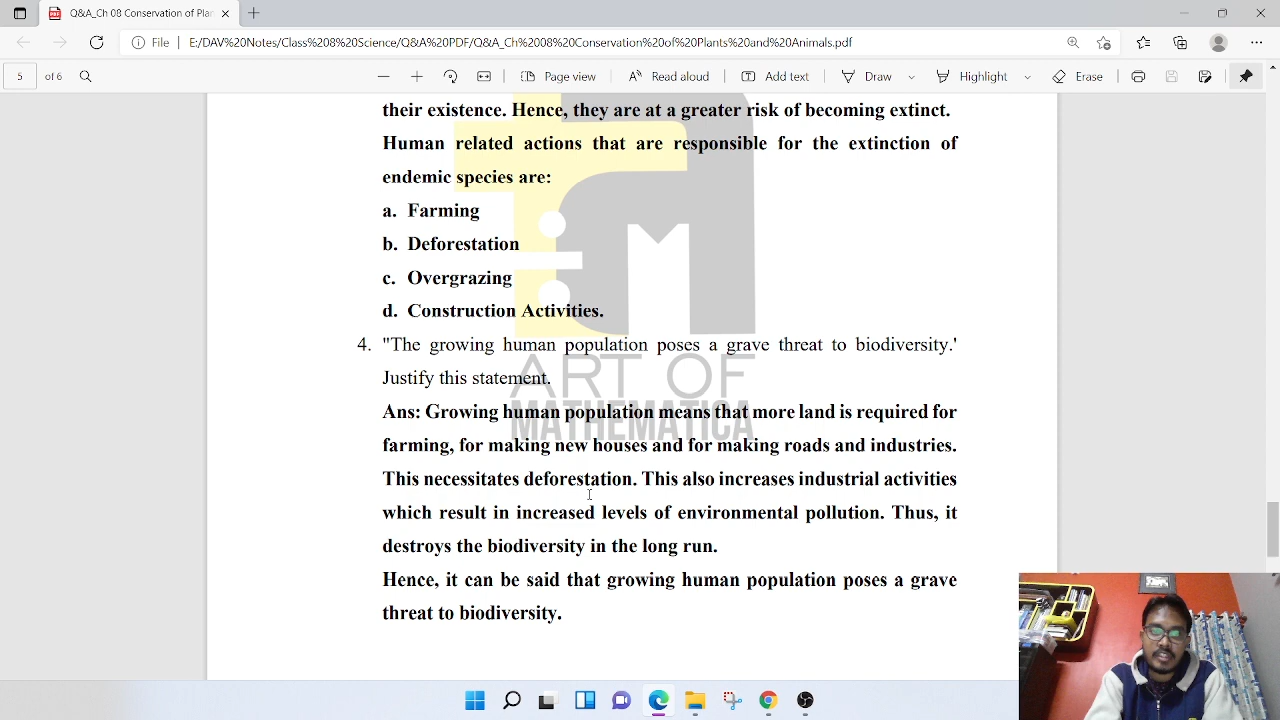 Q&A_Ch 08 Conservation of Plan
File | E:/DAV%20Notes/Class%208%20Science/Q&A%20PDF/Q&A_Ch%2008%20Conservation%20of%20Plants%20and%20Animals.pdf
5 of 6 Page view Read aloud Add text Draw Highlight Erase
their existence. Hence, they are at a greater risk of becoming extinct.
Human related actions that are responsible for the extinction of
endemic species are:
a. Farming
b. Deforestation
c. Overgrazing
d. Construction Activities.
4. "The growing human population poses a grave threat to biodiversity.'
Justify this statement.
ART OF
Ans: Growing human population means that more land is required for
MATHEMATICA
farming, for making new houses and for making roads and industries.
This necessitates deforestation. This also increases industrial activities
which result in increased levels of environmental pollution. Thus, it
destroys the biodiversity in the long run.
Hence, it can be said that growing human population poses a grave
threat to biodiversity.